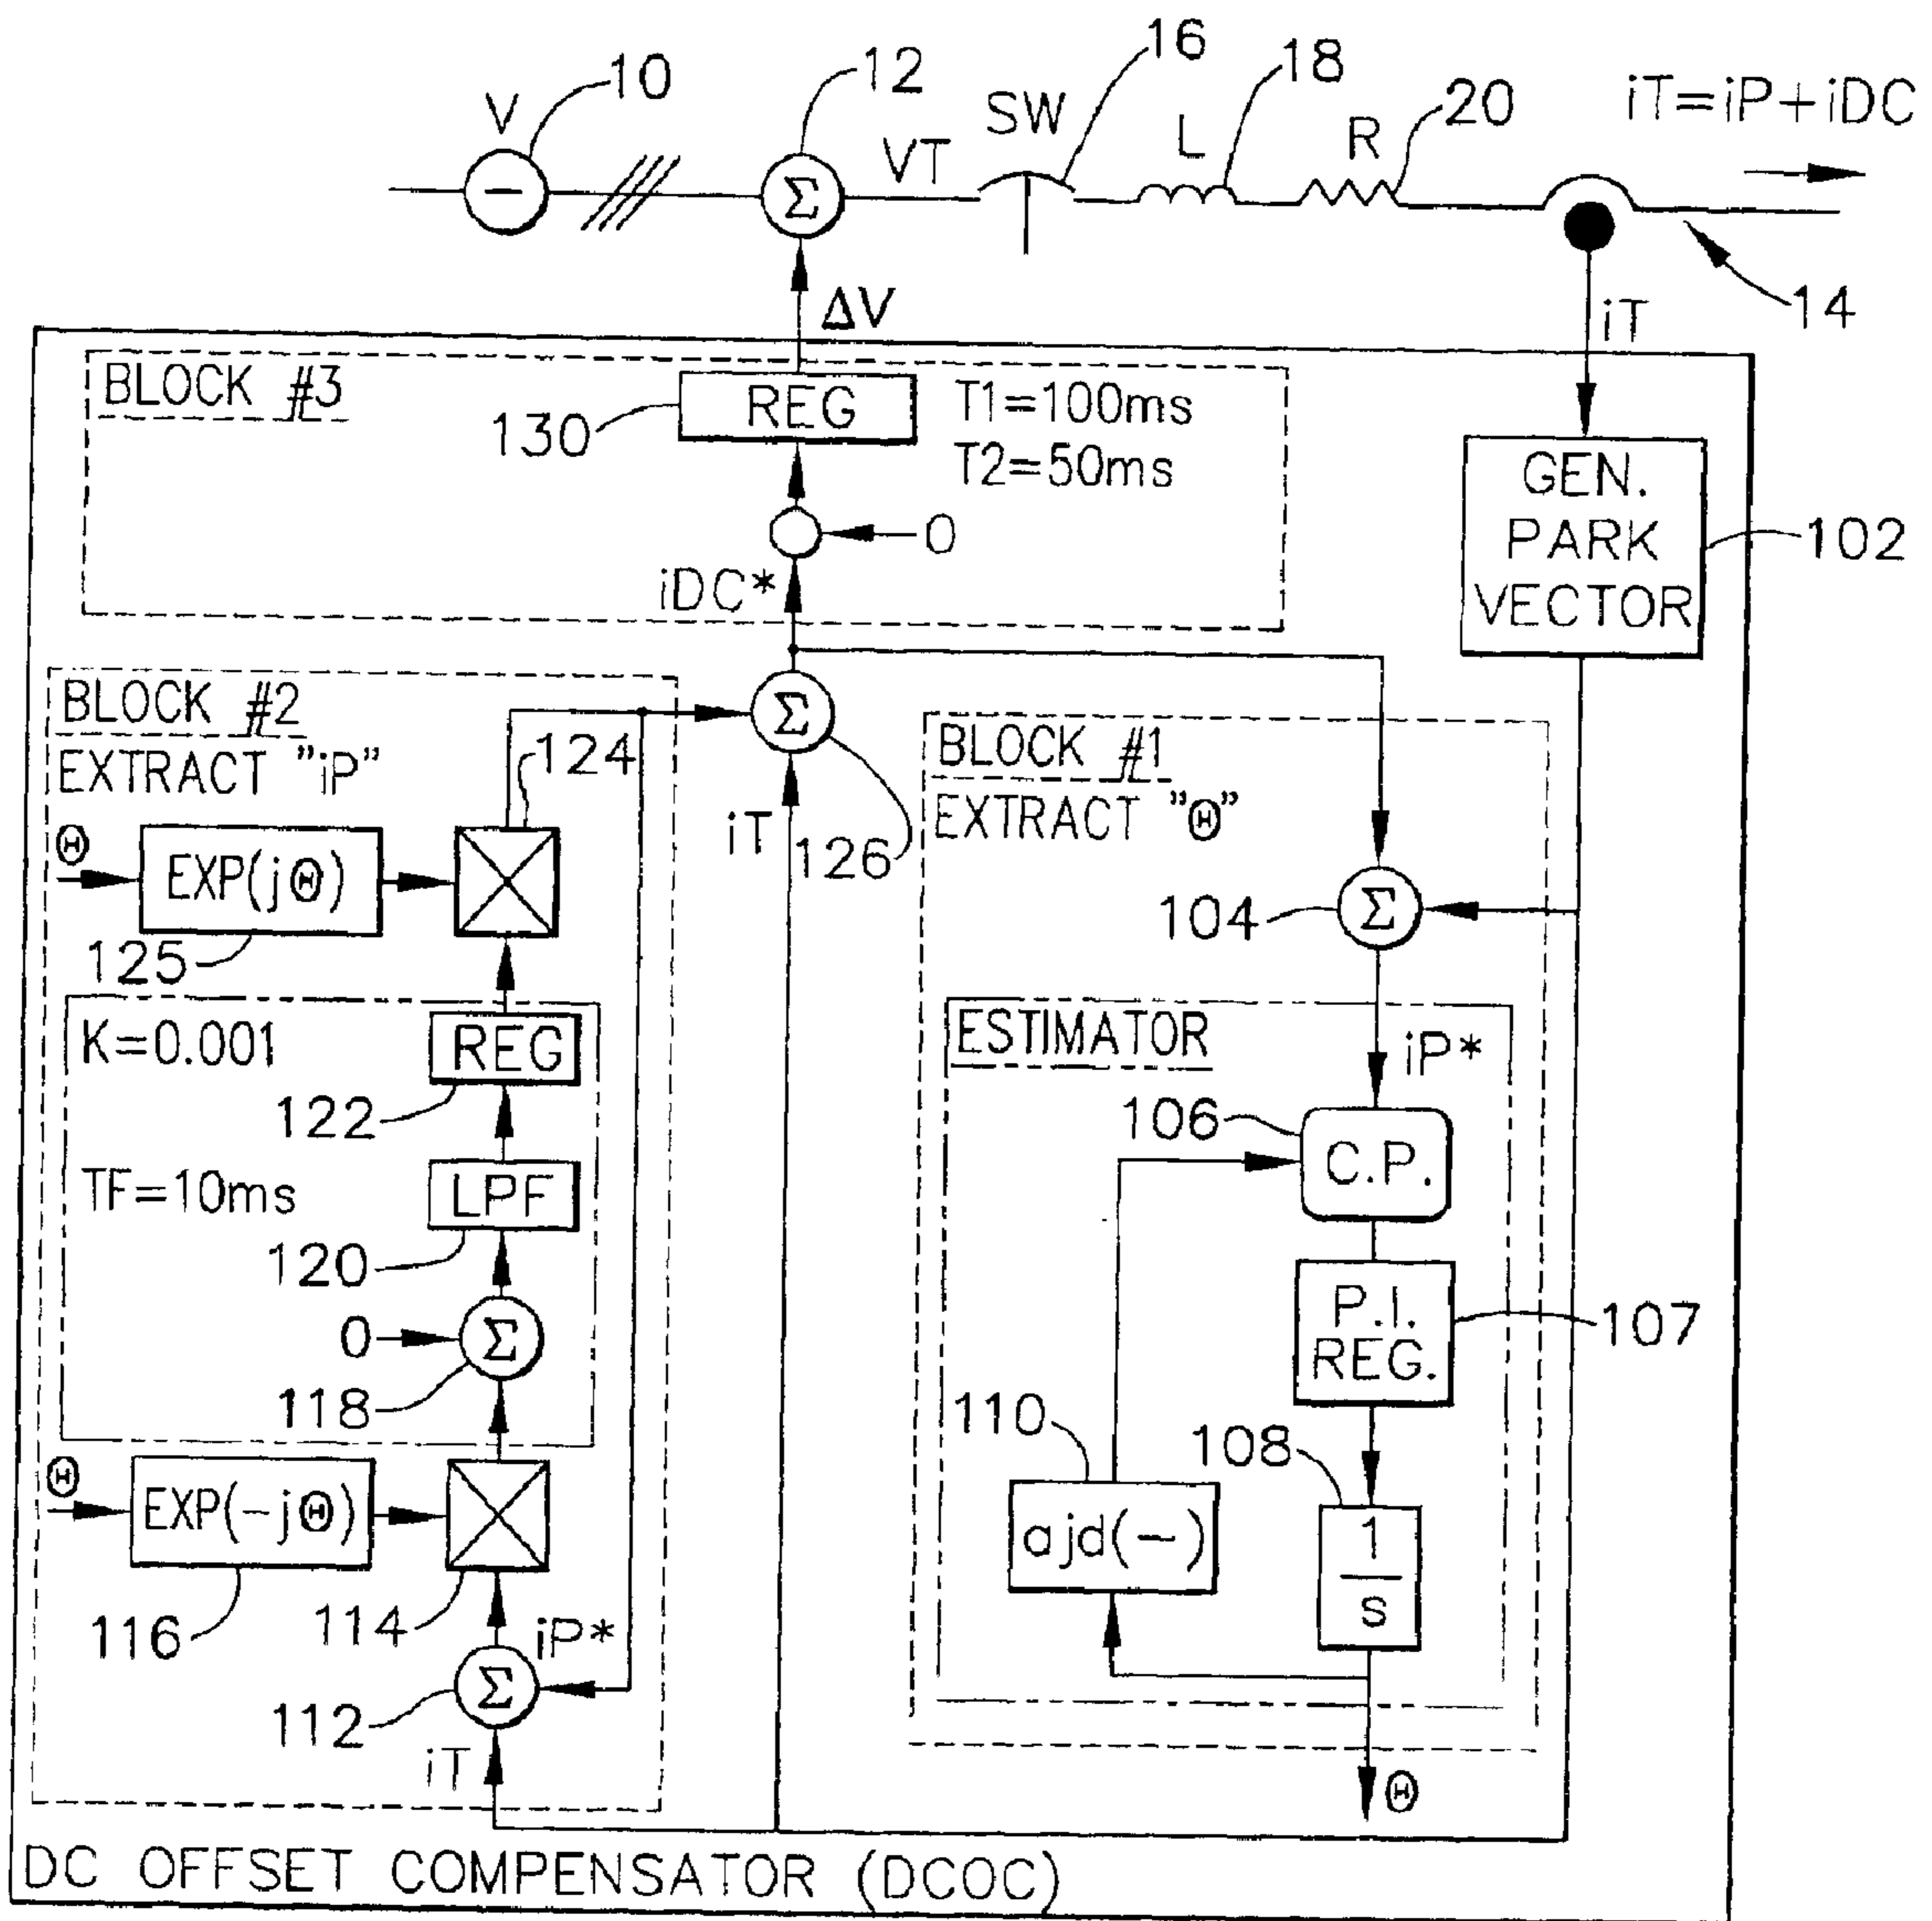 V
10
12
VT
SW
16
L
18
R
20
iT=iP+iDC
14
Σ
ΔV
iT
BLOCK #3
REG
130
T1=100ms
T2=50ms
0
iDC*
GEN.
PARK
VECTOR
102
BLOCK #2
EXTRACT "iP"
124
Θ
EXP(jΘ)
125
Σ
iT
126
K=0.001
REG
122
TF=10ms
LPF
120
0
Σ
118
Θ
EXP(-jΘ)
116
114
iP*
Σ
112
iT
BLOCK #1
EXTRACT "Θ"
104
Σ
ESTIMATOR
iP*
106
C.P.
P.I.
REG.
107
110
ajd(-)
108
1
s
Θ
DC OFFSET COMPENSATOR (DCOC)